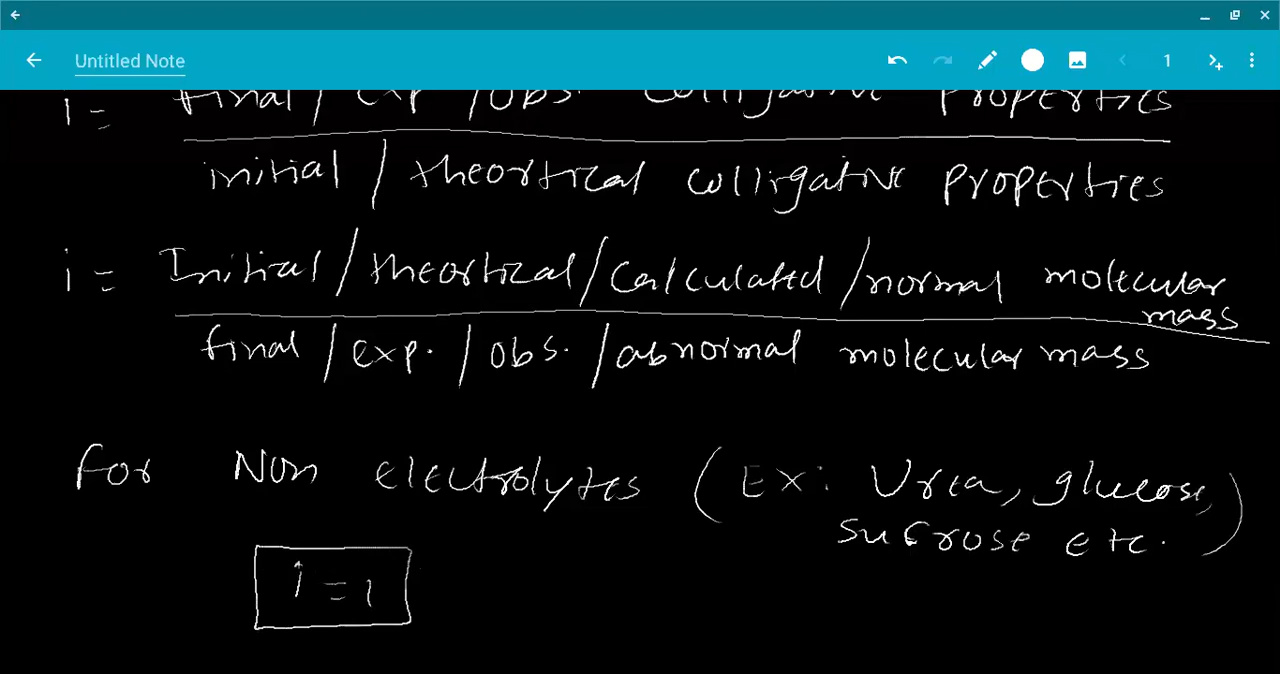 Untitled Note
1
i = final / exp / obs. colligative properties
initial / theortical colligative properties
i = Initial / theortical / calculated / normal molecular
mass
final / exp. / obs. / abnormal molecular mass
For Non electrolytes ( Ex: Urea, glucose,
sucrose etc. )
i = 1